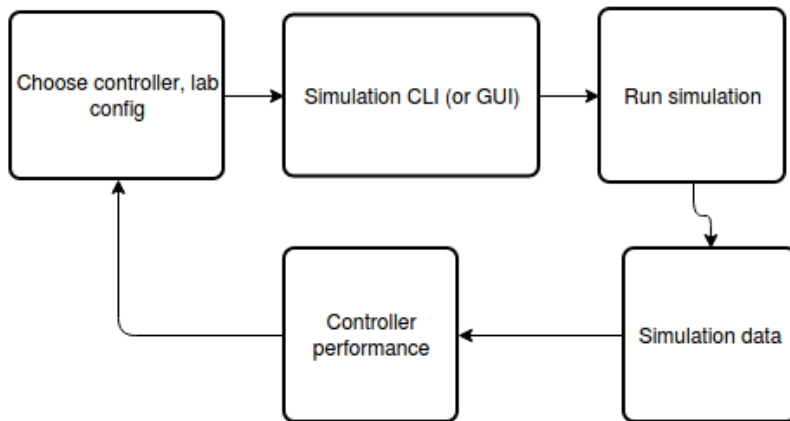 Choose controller, lab
config
Simulation CLI (or GUI)
Run simulation
Controller
performance
Simulation data